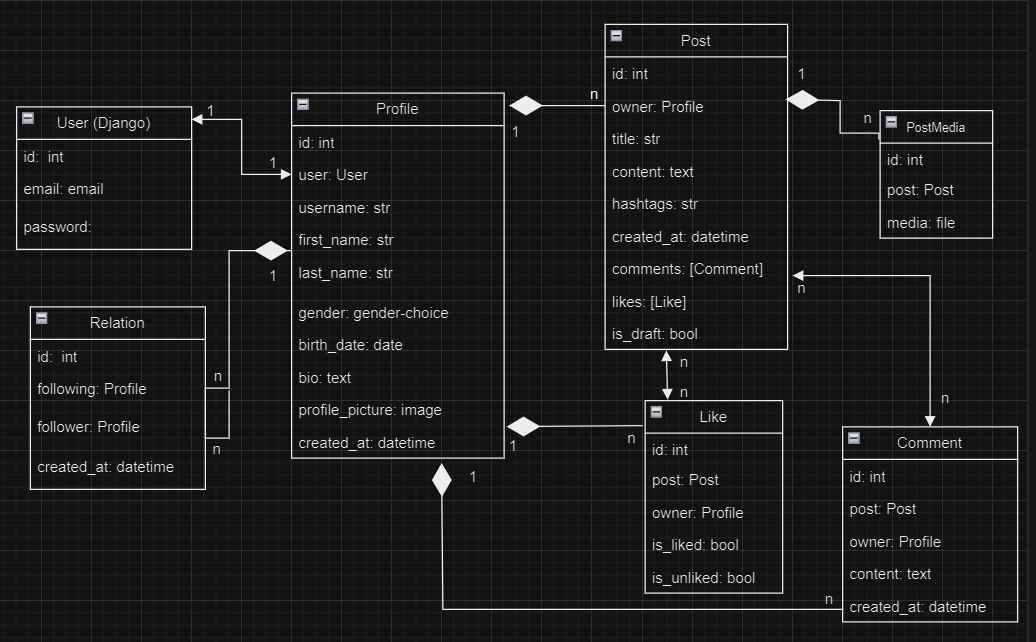 User (Django)
id: int
email: email
password:
1
1
Profile
id: int
user: User
username: str
first_name: str
last_name: str
gender: gender-choice
birth_date: date
bio: text
profile_picture: image
created_at: datetime
1
n
1
Relation
id: int
following: Profile
follower: Profile
created_at: datetime
n
n
Post
id: int
owner: Profile
title: str
content: text
hashtags: str
created_at: datetime
comments: [Comment]
likes: [Like]
is_draft: bool
1
n
PostMedia
id: int
post: Post
media: file
n
n
n
n
1
n
Like
id: int
post: Post
owner: Profile
is_liked: bool
is_unliked: bool
1
n
Comment
id: int
post: Post
owner: Profile
content: text
created_at: datetime